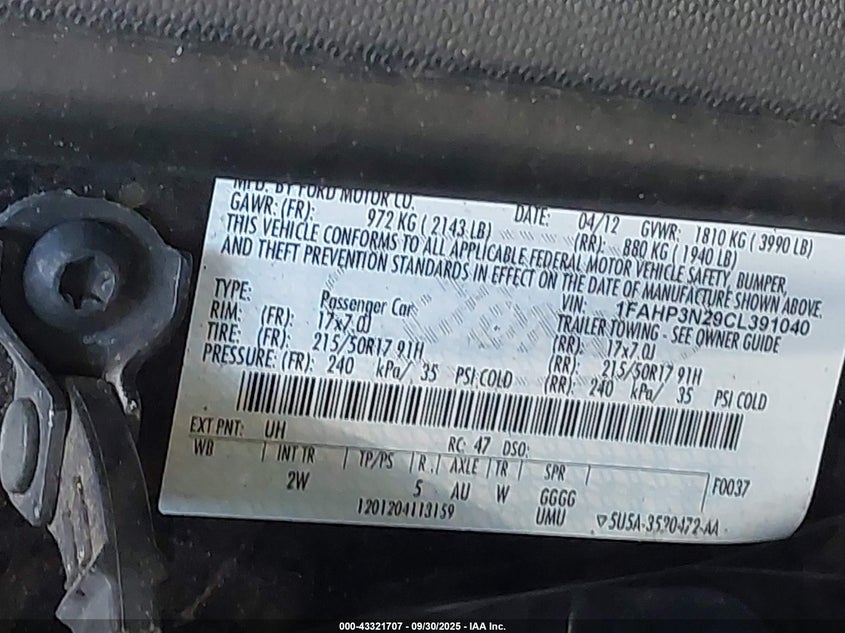 MFD. BY FORD MOTOR CO.
DATE: 04/12 GVWR: 1810 KG ( 3990 LB)
GAWR: (FR): 972 KG ( 2143 LB) (RR): 880 KG ( 1940 LB)
THIS VEHICLE CONFORMS TO ALL APPLICABLE FEDERAL MOTOR VEHICLE SAFETY, BUMPER,
AND THEFT PREVENTION STANDARDS IN EFFECT ON THE DATE OF MANUFACTURE SHOWN ABOVE.
VIN: 1FAHP3N29CL391040
TYPE: Passenger Car TRAILER TOWING - SEE OWNER GUIDE
RIM: (FR): 17x7.0J (RR): 17x7.0J
TIRE: (FR): 215/50R17 91H (RR): 215/50R17 91H
PRESSURE: (FR): 240 kPa/ 35 PSI COLD (RR): 240 kPa/ 35 PSI COLD
EXT PNT: UH RC: 47 DSO:
WB INT TR TP/PS R. AXLE TR SPR F0037
2W 5 AU W GGGG
1201204113159 UMU 5U5A-3520472-AA
000-43321707 - 09/30/2025 - IAA Inc.